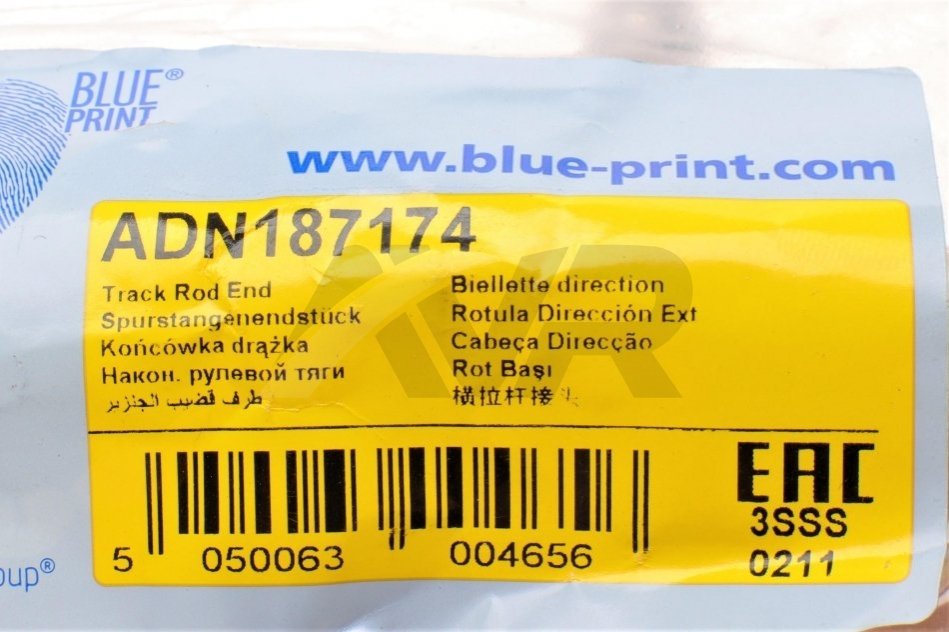 BLUE®
PRINT
www.blue-print.com
ADN187174
Track Rod End
Spurstangenendstück
Końcówka drążka
Након. рулевой тяги
طرف قضيب الجنزير
Biellette direction
Rotula Dirección Ext
Cabeça Direcção
Rot Başı
横拉杆接头
EAC
3SSS
0211
5 050063 004656
oup®
AVR